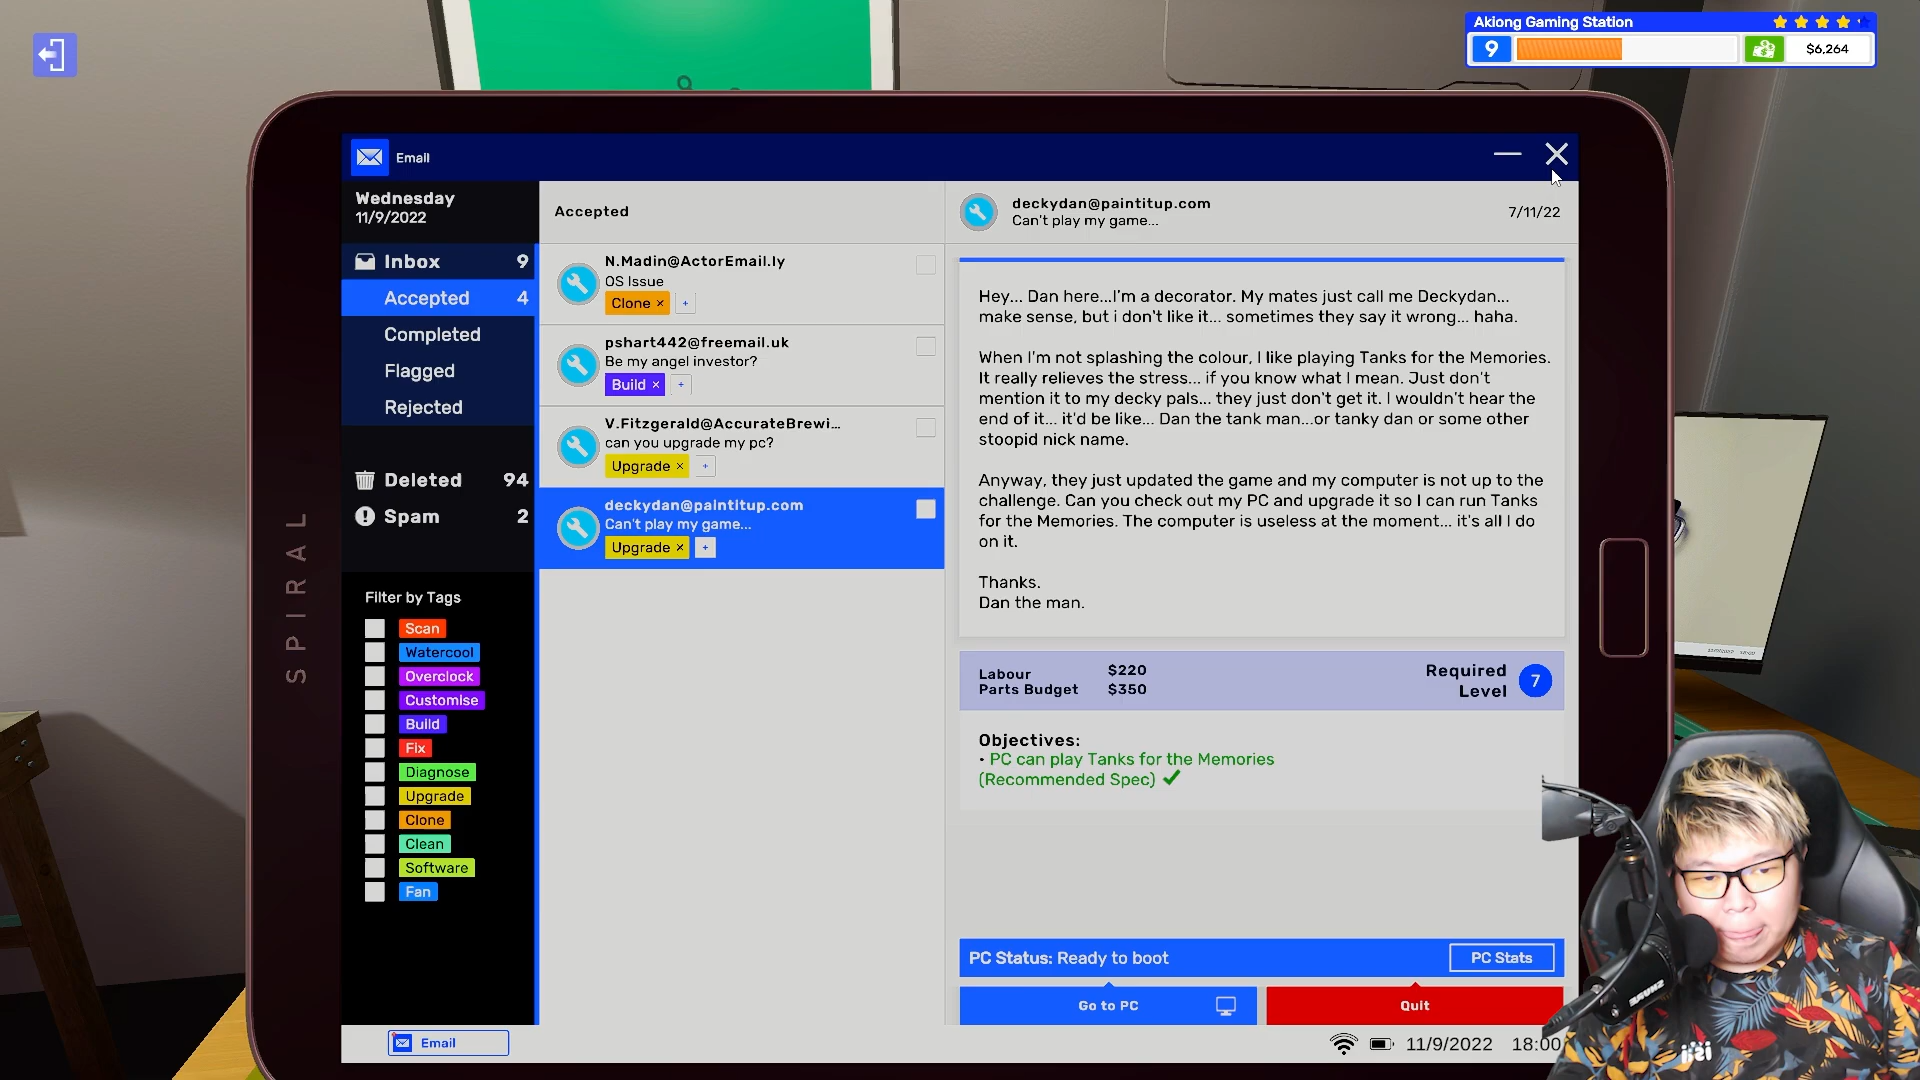 Akiong Gaming Station
9
$6,264
Email
Wednesday
11/9/2022
Inbox 9
Accepted 4
Completed
Flagged
Rejected
Deleted 94
Spam 2
Filter by Tags
Scan
Watercool
Overclock
Customise
Build
Fix
Diagnose
Upgrade
Clone
Clean
Software
Fan
Accepted
N.Madin@ActorEmail.ly
OS Issue
Clone × +
pshart442@freemail.uk
Be my angel investor?
Build × +
V.Fitzgerald@AccurateBrewi...
can you upgrade my pc?
Upgrade × +
deckydan@paintitup.com
Can't play my game...
Upgrade × +
deckydan@paintitup.com
Can't play my game...
7/11/22
Hey... Dan here...I'm a decorator. My mates just call me Deckydan...
make sense, but i don't like it... sometimes they say it wrong... haha.
When I'm not splashing the colour, I like playing Tanks for the Memories.
It really relieves the stress... if you know what I mean. Just don't
mention it to my decky pals... they just don't get it. I wouldn't hear the
end of it... it'd be like... Dan the tank man...or tanky dan or some other
stoopid nick name.
Anyway, they just updated the game and my computer is not up to the
challenge. Can you check out my PC and upgrade it so I can run Tanks
for the Memories. The computer is useless at the moment... it's all I do
on it.
Thanks.
Dan the man.
Labour $220
Parts Budget $350
Required
Level
7
Objectives:
• PC can play Tanks for the Memories
(Recommended Spec) ✓
PC Status: Ready to boot
PC Stats
Go to PC
Quit
Email
11/9/2022 18:00
SPIRAL
SHURE